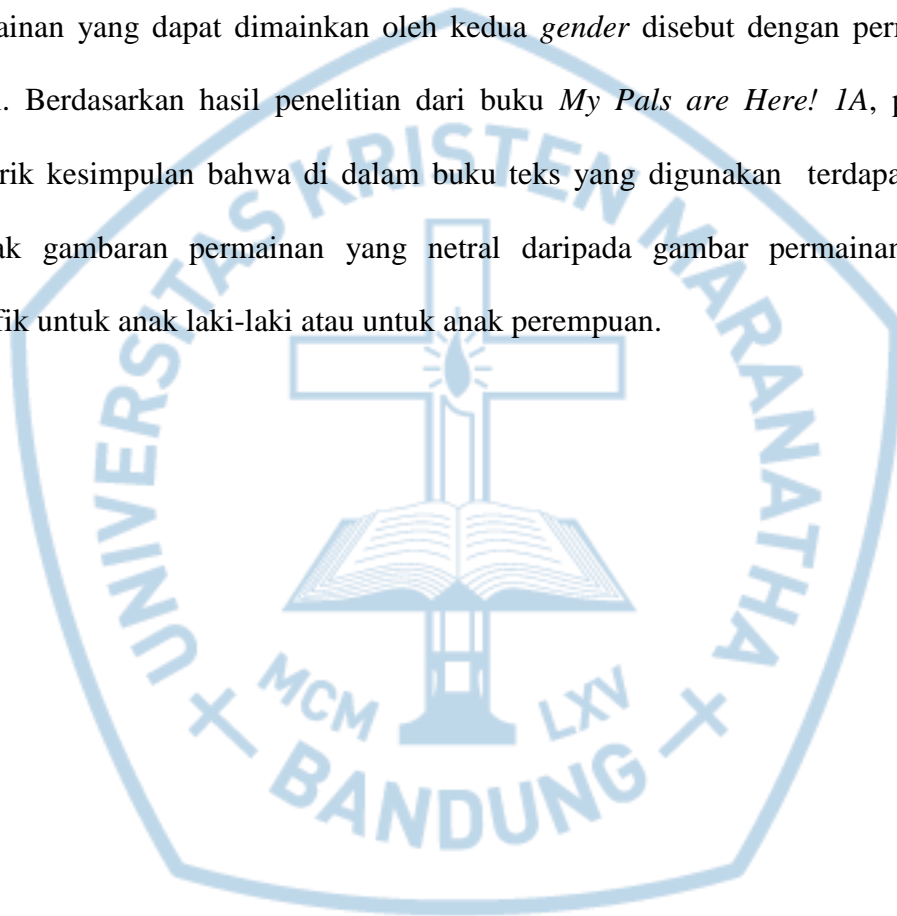 ainan yang dapat dimainkan oleh kedua gender disebut dengan perm
. Berdasarkan hasil penelitian dari buku My Pals are Here! 1A, p
rik kesimpulan bahwa di dalam buku teks yang digunakan terdapa
ak gambaran permainan yang netral daripada gambar permainan
fik untuk anak laki-laki atau untuk anak perempuan.
UNIVERSITAS KRISTEN MARANATHA
MCM LXV
BANDUNG